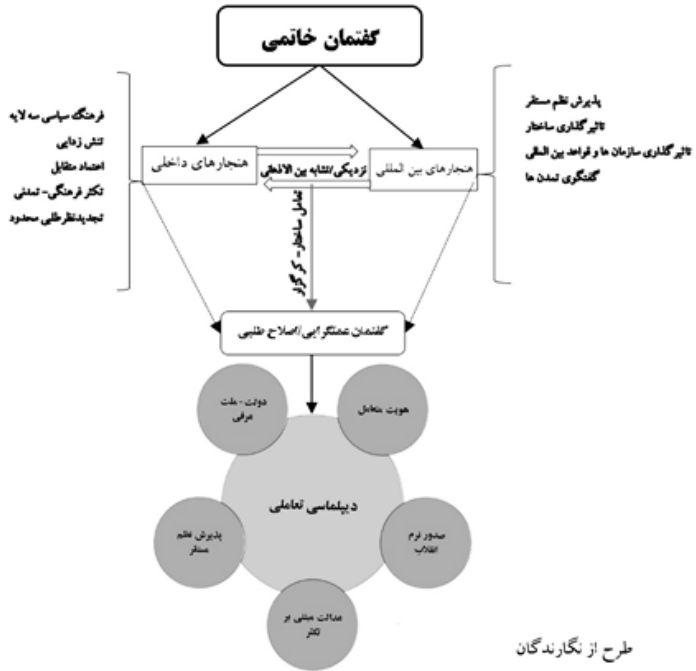 گفتمان خاتمی
پذیرش نظم مستقر
تاثیرگذاری ساختار
تاثیرگذاری سازمان ها و قواعد بین المللی
گفتگوی تمدن ها
هنجارهای بین المللی
نزدیکی/تشابه بین الاذهانی
هنجارهای داخلی
فرهنگ سیاسی سه لایه
تنش زدایی
اعتماد متقابل
تکثر فرهنگی- تمدنی
تجدیدنظرطلبی محدود
تعامل ساختار- کرگزار
گفتمان عملگرایی/اصلاح طلبی
هویت متعامل
دولت- ملت
عرفی
دیپلماسی تعاملی
صدور نرم
انقلاب
پذیرش نظم
مستقر
عدالت مبتنی بر
تکثر
طرح از نگارندگان